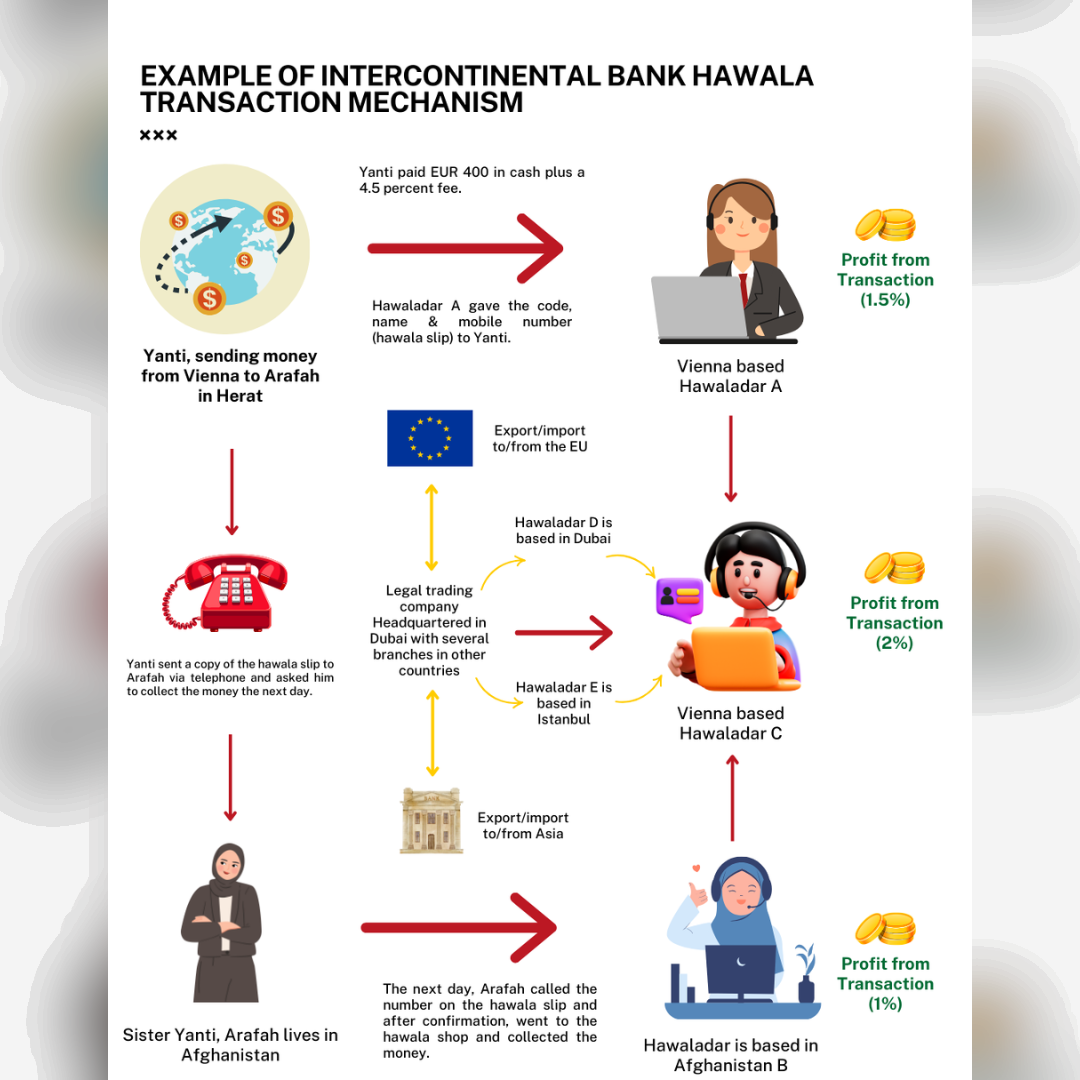 EXAMPLE OF INTERCONTINENTAL BANK HAWALA
TRANSACTION MECHANISM
×××
Yanti paid EUR 400 in cash plus a
4.5 percent fee.
Hawaladar A gave the code,
name & mobile number
(hawala slip) to Yanti.
Profit from
Transaction
(1.5%)
Yanti, sending money
from Vienna to Arafah
in Herat
Vienna based
Hawaladar A
Export/import
to/from the EU
Hawaladar D is
based in Dubai
Legal trading
company
Headquartered in
Dubai with several
branches in other
countries
Hawaladar E is
based in
Istanbul
Profit from
Transaction
(2%)
Yanti sent a copy of the hawala slip to
Arafah via telephone and asked him
to collect the money the next day.
Vienna based
Hawaladar C
Export/import
to/from Asia
Profit from
Transaction
(1%)
The next day, Arafah called the
number on the hawala slip and
after confirmation, went to the
hawala shop and collected the
money.
Sister Yanti, Arafah lives in
Afghanistan
Hawaladar is based in
Afghanistan B